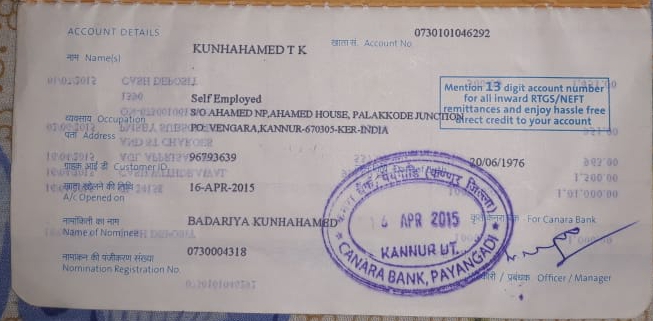 ACCOUNT DETAILS
खाता सं. Account No. 0730101046292
नाम Name(s) KUNHAHAMED T K
Mention 13 digit account number
for all inward RTGS/NEFT
remittances and enjoy hassle free
direct credit to your account
व्यवसाय Occupation Self Employed
पता Address S/O AHAMED NP,AHAMED HOUSE, PALAKKODE JUNCTION
PO VENGARA,KANNUR-670305-KER-INDIA
ग्राहक आई डी Customer ID 96793639
20/06/1976
खाता खोलने की तिथि
A/C Opened on 16-APR-2015
नामांकिती का नाम
Name of Nominee BADARIYA KUNHAHAMED
कृते केनरा बैंक For Canara Bank
नामांकन की पंजीकरण संख्या
Nomination Registration No. 0730004318
6 APR 2015
KANNUR DT.
CANARA BANK, PAYANGADI
प्रबंधक Officer / Manager